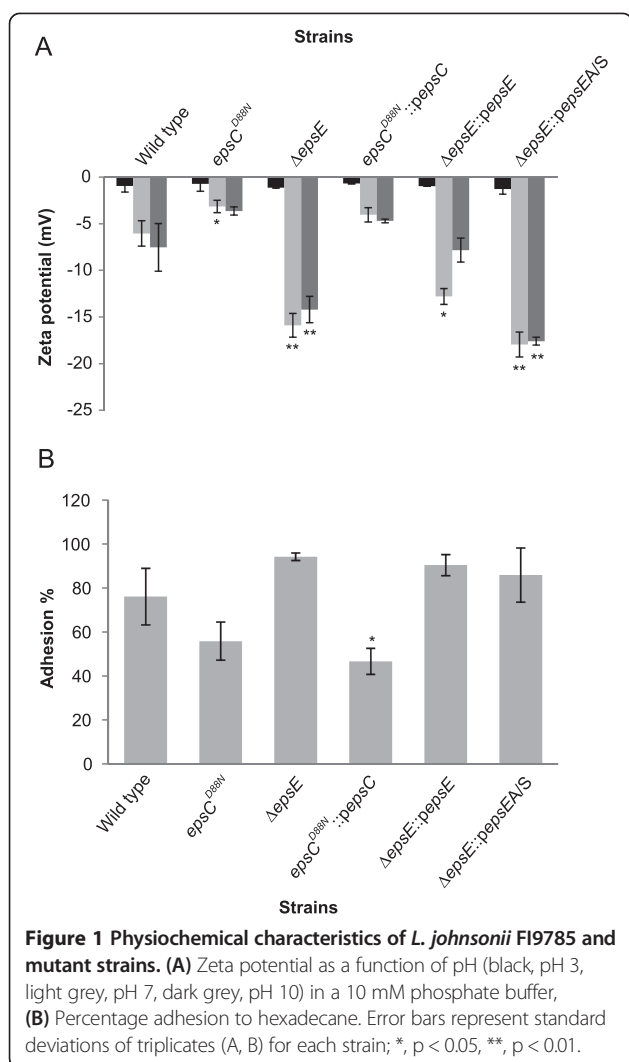 A
Strains
Wild type
epsC^D88N
ΔepsE
epsC^D88N::pepsC
ΔepsE::pepsE
ΔepsE::pepsEA/S
Zeta potential (mV)
0
-5
-10
-15
-20
-25
*
**
**
*
**
**
B
Adhesion %
120
100
80
60
40
20
0
*
Wild type
epsC^D88N
ΔepsE
epsC^D88N::pepsC
ΔepsE::pepsE
ΔepsE::pepsEA/S
Strains
Figure 1 Physiochemical characteristics of L. johnsonii FI9785 and
mutant strains. (A) Zeta potential as a function of pH (black, pH 3,
light grey, pH 7, dark grey, pH 10) in a 10 mM phosphate buffer,
(B) Percentage adhesion to hexadecane. Error bars represent standard
deviations of triplicates (A, B) for each strain; *, p < 0.05, **, p < 0.01.